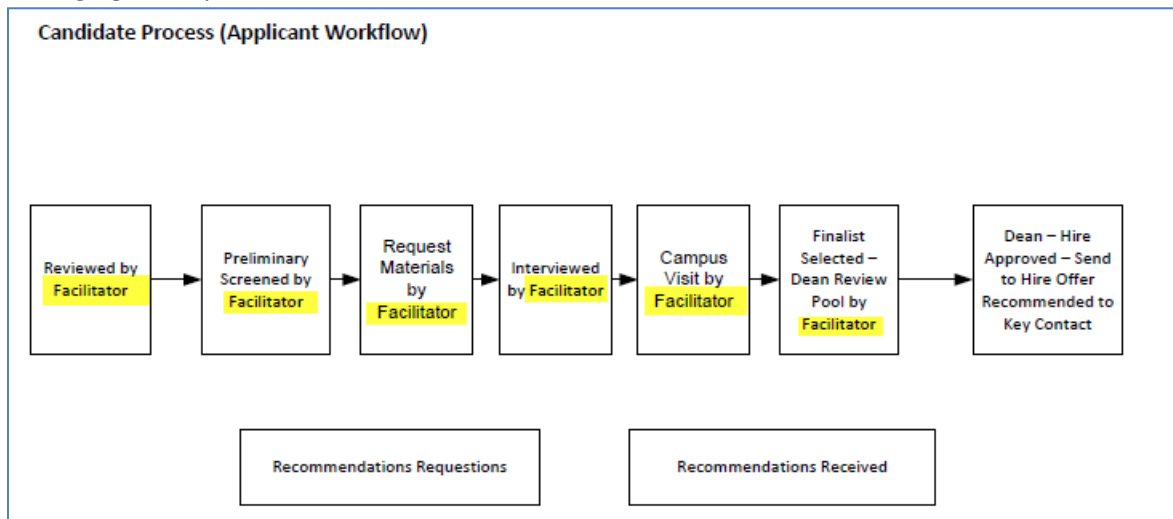 Candidate Process (Applicant Workflow)
Reviewed by
Facilitator
Preliminary
Screened by
Facilitator
Request
Materials
by
Facilitator
Interviewed
by Facilitator
Campus
Visit by
Facilitator
Finalist
Selected –
Dean Review
Pool by
Facilitator
Dean – Hire
Approved – Send
to Hire Offer
Recommended to
Key Contact
Recommendations Requestions
Recommendations Received